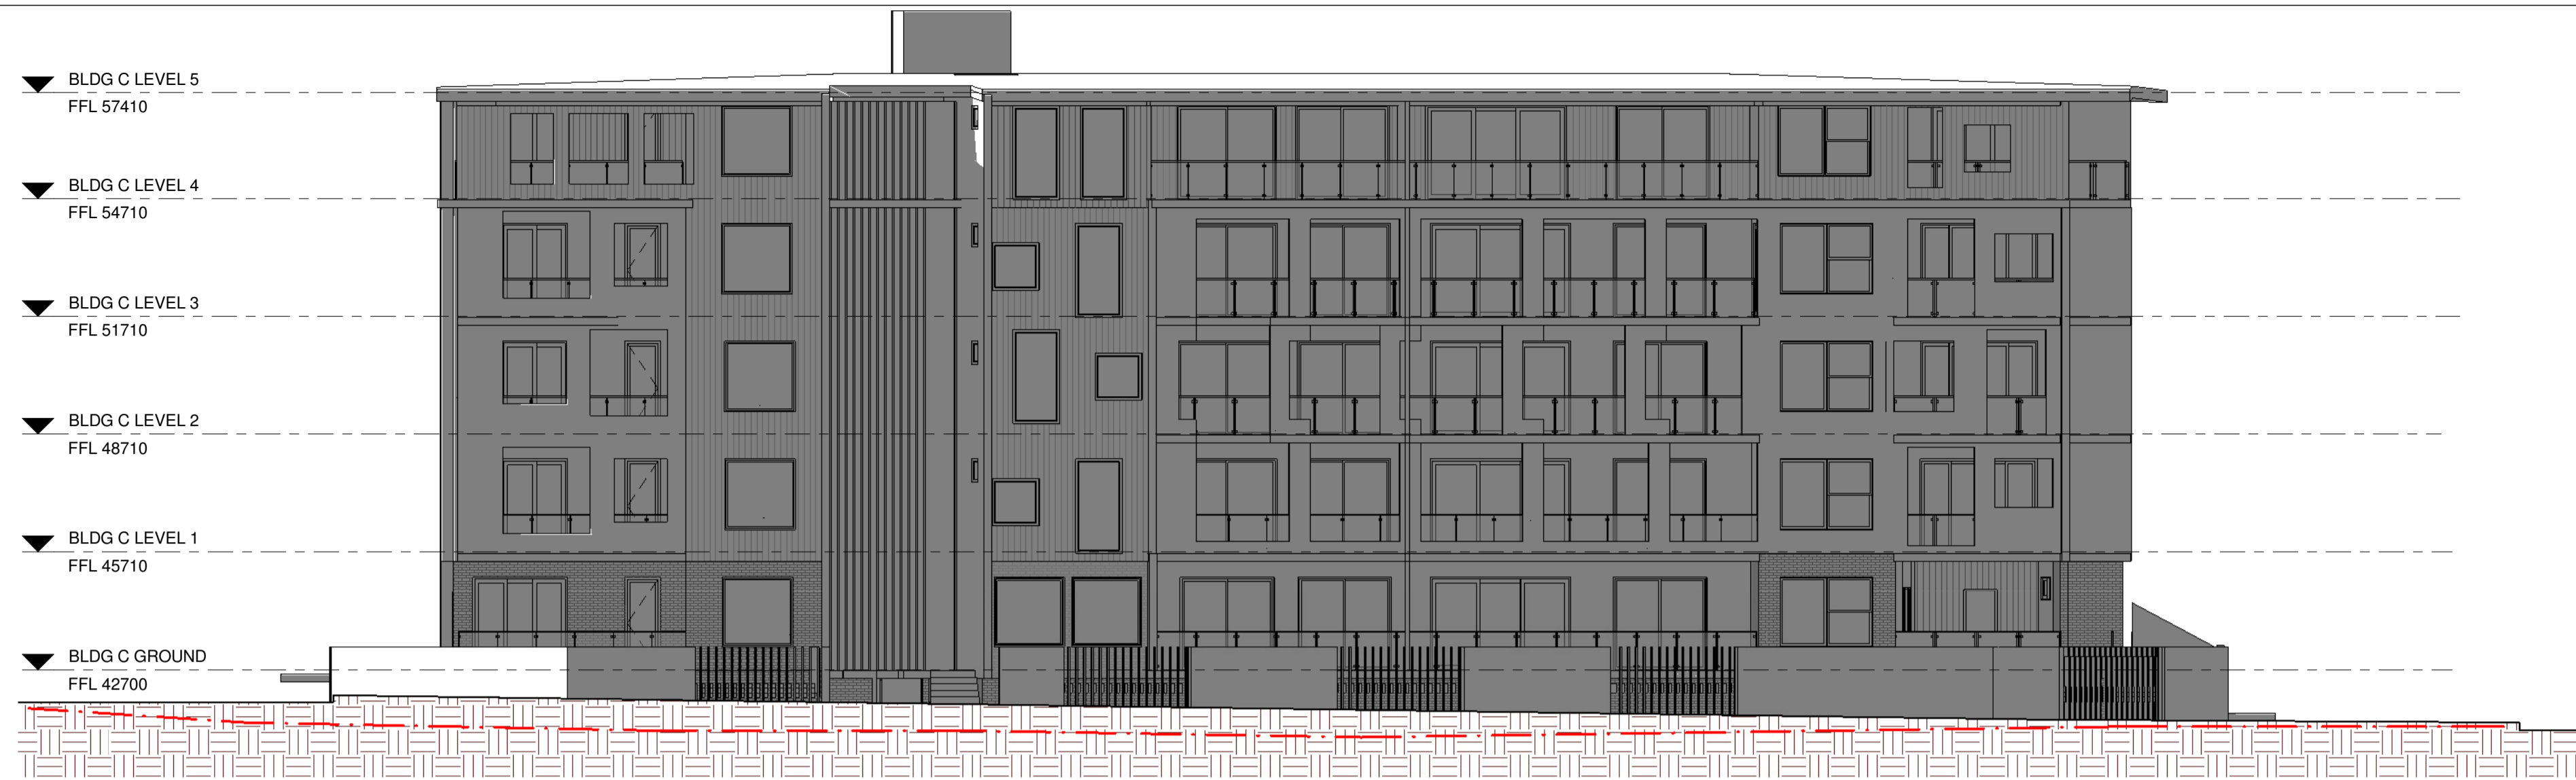 BLDG C LEVEL 5
FFL 57410
BLDG C LEVEL 4
FFL 54710
BLDG C LEVEL 3
FFL 51710
BLDG C LEVEL 2
FFL 48710
BLDG C LEVEL 1
FFL 45710
BLDG C GROUND
FFL 42700